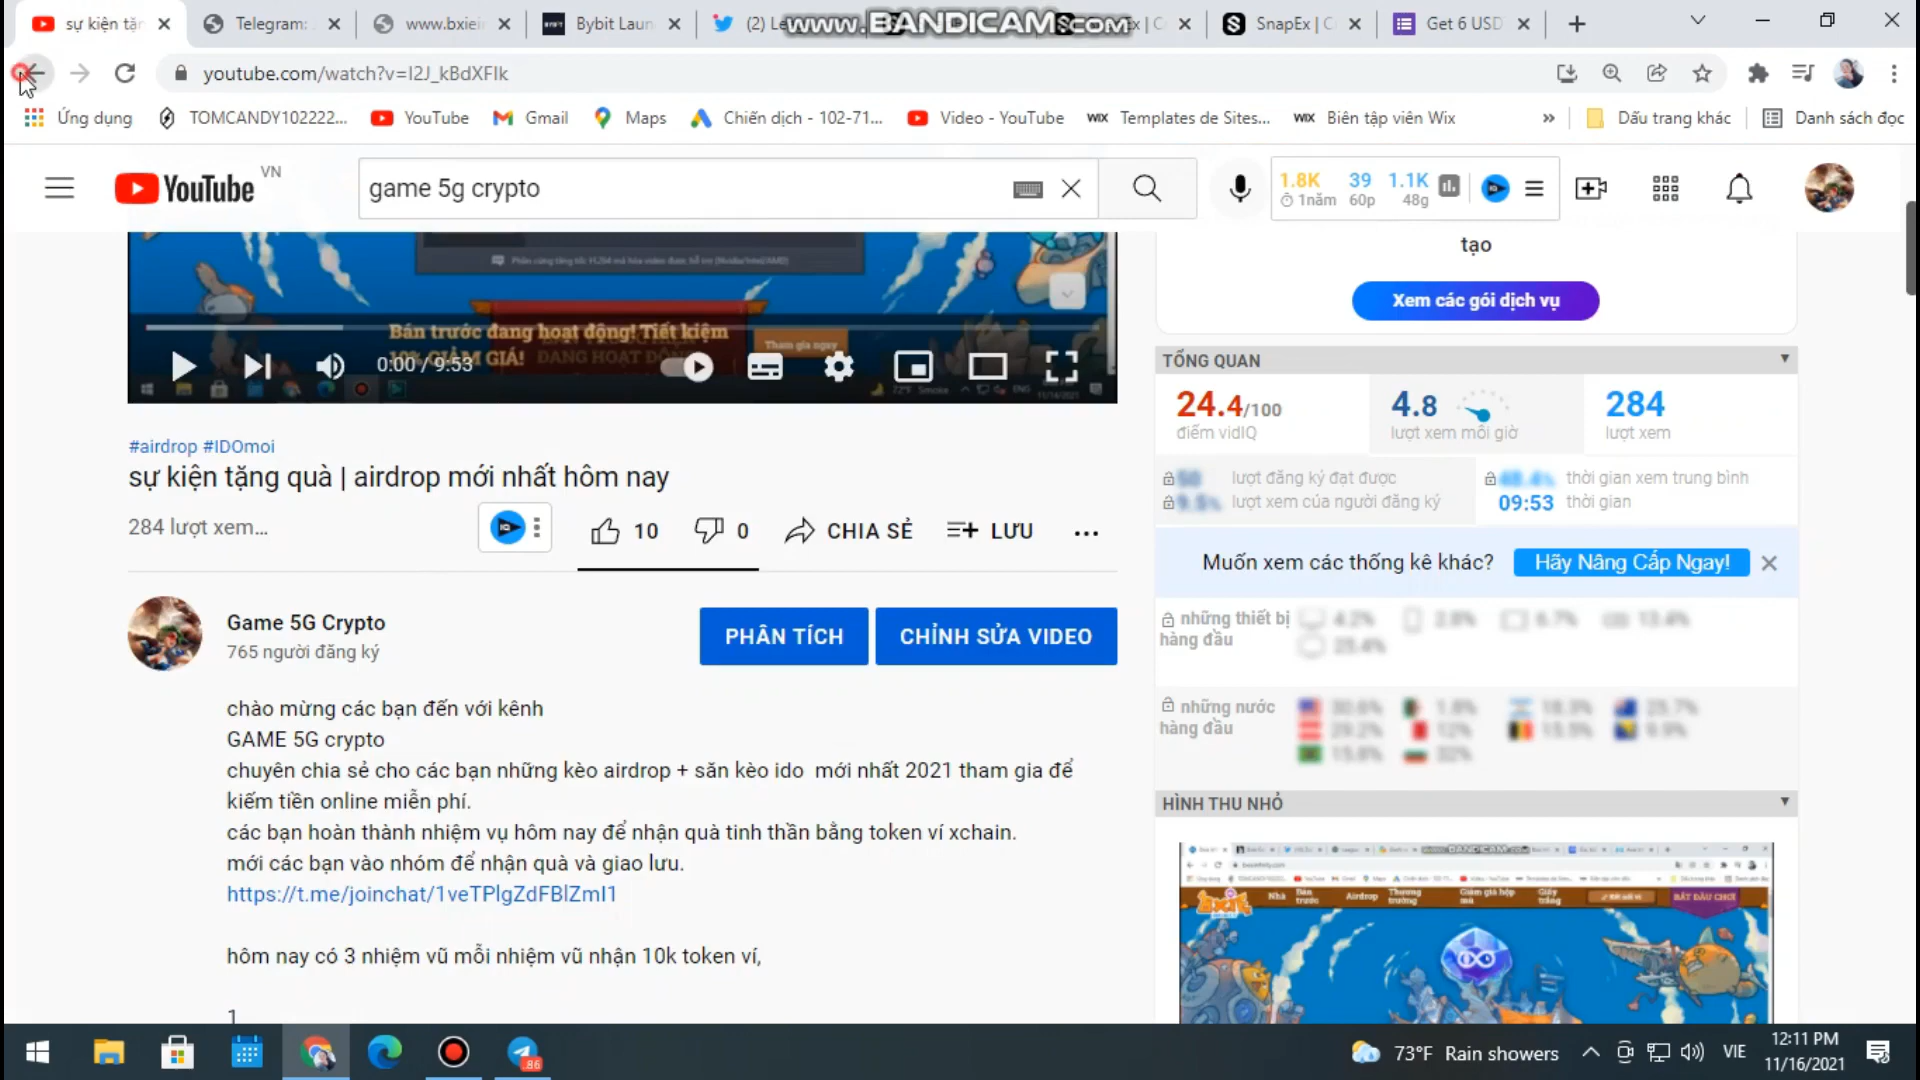 sự kiện tặn
Telegram:
www.bxiein
Bybit Laun
(2) Le
www.BANDICAM.com
Ex | C
SnapEx | C
Get 6 USD
youtube.com/watch?v=I2J_kBdXFIk
Ứng dụng
TOMCANDY102222...
YouTube
Gmail
Maps
Chiến dịch - 102-71...
Video - YouTube
WIX Templates de Sites...
WIX Biên tập viên Wix
»
Dấu trang khác
Danh sách đọc
YouTube VN
game 5g crypto
1.8K 39 1.1K
1năm 60p 48g
Bán trước đang hoạt động! Tiết kiệm
10% GIẢM GIÁ!
Tham gia ngay
0:00 / 9:53
#airdrop #IDOmoi
sự kiện tặng quà | airdrop mới nhất hôm nay
284 lượt xem...
10
0
CHIA SẺ
LƯU
...
Game 5G Crypto
765 người đăng ký
PHÂN TÍCH
CHỈNH SỬA VIDEO
chào mừng các bạn đến với kênh
GAME 5G crypto
chuyên chia sẻ cho các bạn những kèo airdrop + săn kèo ido mới nhất 2021 tham gia để
kiếm tiền online miễn phí.
các bạn hoàn thành nhiệm vụ hôm nay để nhận quà tinh thần bằng token ví xchain.
mới các bạn vào nhóm để nhận quà và giao lưu.
https://t.me/joinchat/1veTPlgZdFBlZmI1
hôm nay có 3 nhiệm vũ mỗi nhiệm vũ nhận 10k token ví,
1
tạo
Xem các gói dịch vụ
TỔNG QUAN
24.4/100
điểm vidIQ
4.8
lượt xem mỗi giờ
284
lượt xem
lượt đăng ký đạt được
lượt xem của người đăng ký
thời gian xem trung bình
09:53 thời gian
Muốn xem các thống kê khác?
Hãy Nâng Cấp Ngay!
những thiết bị
hàng đầu
những nước
hàng đầu
HÌNH THU NHỎ
BẮT ĐẦU CHƠI
86
73°F Rain showers
VIE
12:11 PM
11/16/2021